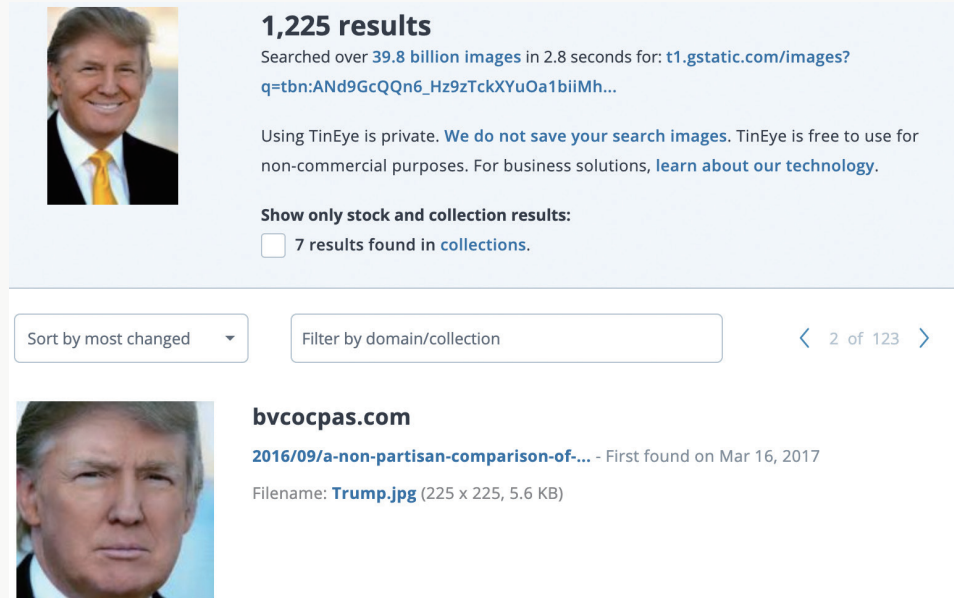 1,225 results
Searched over 39.8 billion images in 2.8 seconds for: t1.gstatic.com/images?
q=tbn:ANd9GcQQn6_Hz9zTckXYuOa1biiMh...
Using TinEye is private. We do not save your search images. TinEye is free to use for
non-commercial purposes. For business solutions, learn about our technology.
Show only stock and collection results:
7 results found in collections.
Sort by most changed
Filter by domain/collection
2 of 123
bvcocpas.com
2016/09/a-non-partisan-comparison-of-... - First found on Mar 16, 2017
Filename: Trump.jpg (225 x 225, 5.6 KB)